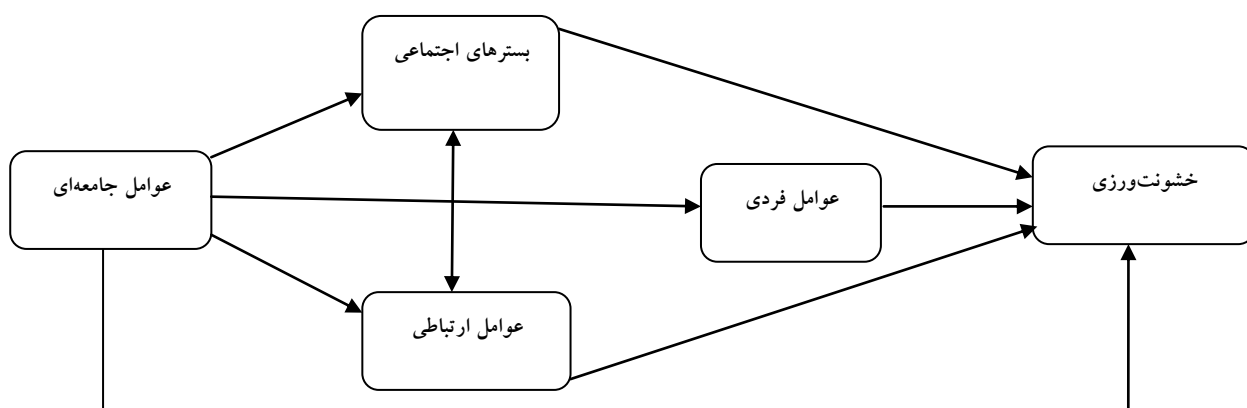 بسترهای اجتماعی
خشونت‌ورزی
عوامل فردی
عوامل جامعه‌ای
عوامل ارتباطی